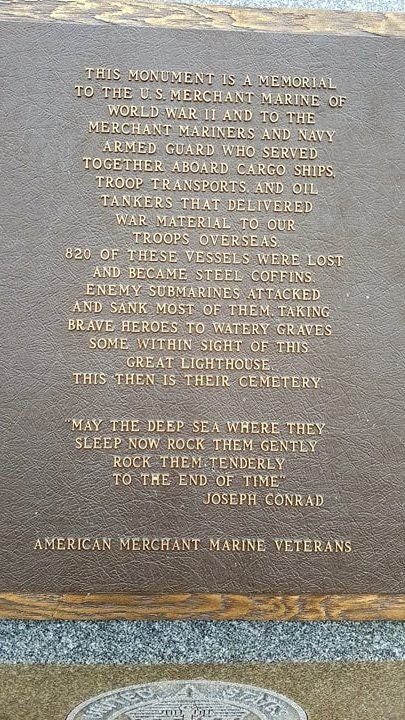 THIS MONUMENT IS A MEMORIAL
TO THE U.S. MERCHANT MARINE OF
WORLD WAR II AND TO THE
MERCHANT MARINERS AND NAVY
ARMED GUARD WHO SERVED
TOGETHER ABOARD CARGO SHIPS,
TROOP TRANSPORTS, AND OIL
TANKERS THAT DELIVERED
WAR MATERIAL TO OUR
TROOPS OVERSEAS.
820 OF THESE VESSELS WERE LOST
AND BECAME STEEL COFFINS.
ENEMY SUBMARINES ATTACKED
AND SANK MOST OF THEM, TAKING
BRAVE HEROES TO WATERY GRAVES
SOME WITHIN SIGHT OF THIS
GREAT LIGHTHOUSE.
THIS THEN IS THEIR CEMETERY.
"MAY THE DEEP SEA WHERE THEY
SLEEP NOW ROCK THEM GENTLY
ROCK THEM TENDERLY
TO THE END OF TIME"
JOSEPH CONRAD
AMERICAN MERCHANT MARINE VETERANS